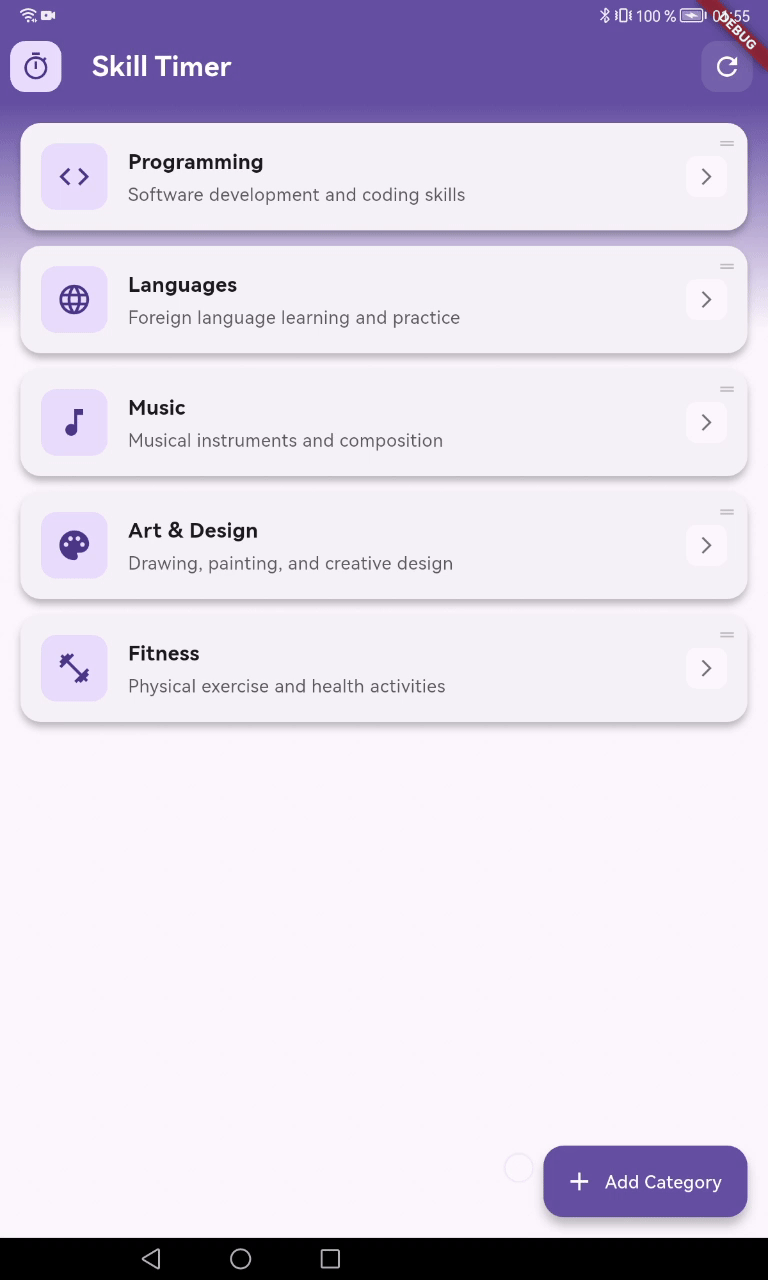 100 % 01:55
DEBUG
Skill Timer
Programming
Software development and coding skills
Languages
Foreign language learning and practice
Music
Musical instruments and composition
Art & Design
Drawing, painting, and creative design
Fitness
Physical exercise and health activities
Add Category